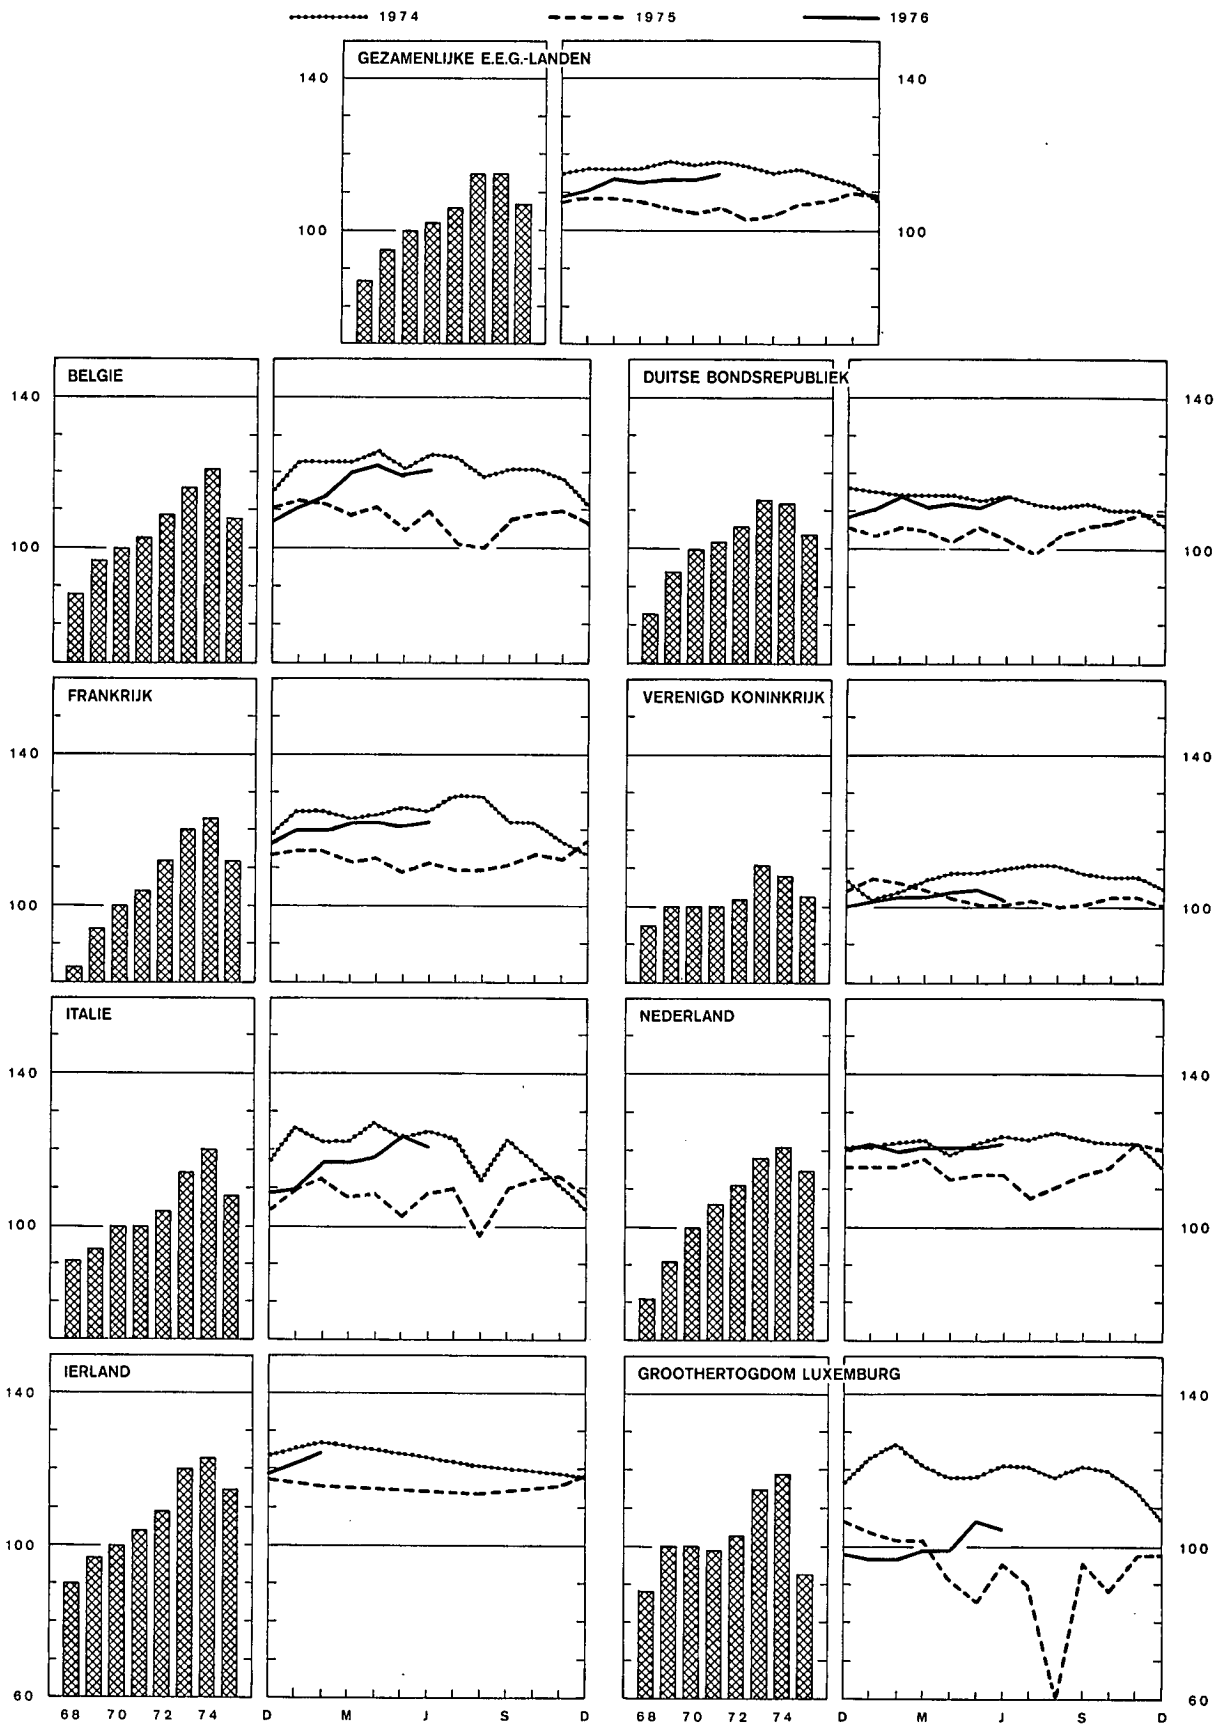 1974 1975 1976
GEZAMENLIJKE E.E.G.-LANDEN
140 140
100 100
BELGIE DUITSE BONDSREPUBLIEK
140 140
100 100
FRANKRIJK VERENIGD KONINKRIJK
140 140
100 100
ITALIE NEDERLAND
140 140
100 100
IERLAND GROOTHERTOGDOM LUXEMBURG
140 140
100 100
60 60
68 70 72 74 D M J S D 68 70 72 74 D M J S D